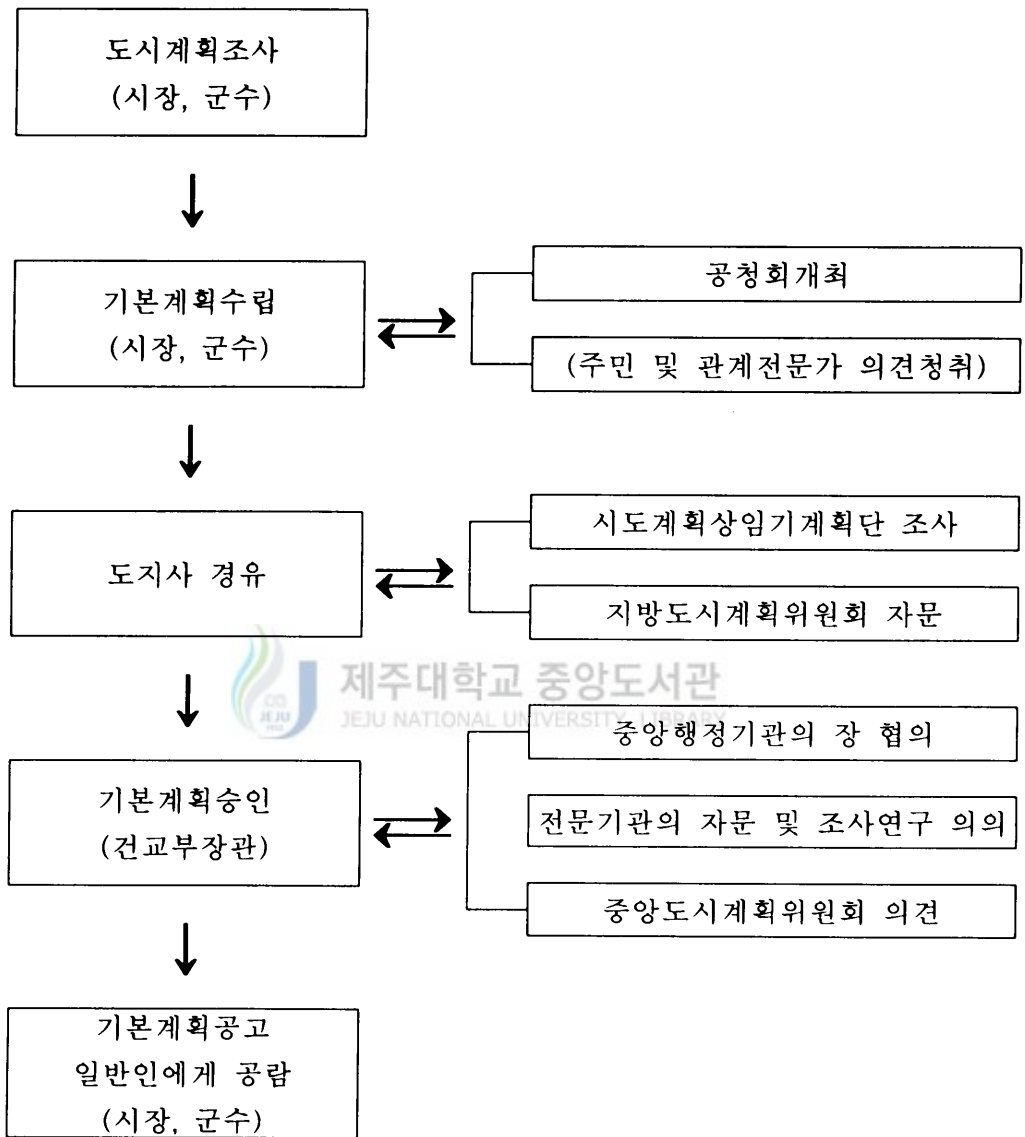 도시계획조사
(시장, 군수)
기본계획수립
(시장, 군수)
공청회개최
(주민 및 관계전문가 의견청취)
도지사 경유
시도계획상임기계획단 조사
지방도시계획위원회 자문
제주대학교 중앙도서관
JEJU NATIONAL UNIVERSITY LIBRARY
JEJU
1952
기본계획승인
(건교부장관)
중앙행정기관의 장 협의
전문기관의 자문 및 조사연구 의의
중앙도시계획위원회 의견
기본계획공고
일반인에게 공람
(시장, 군수)